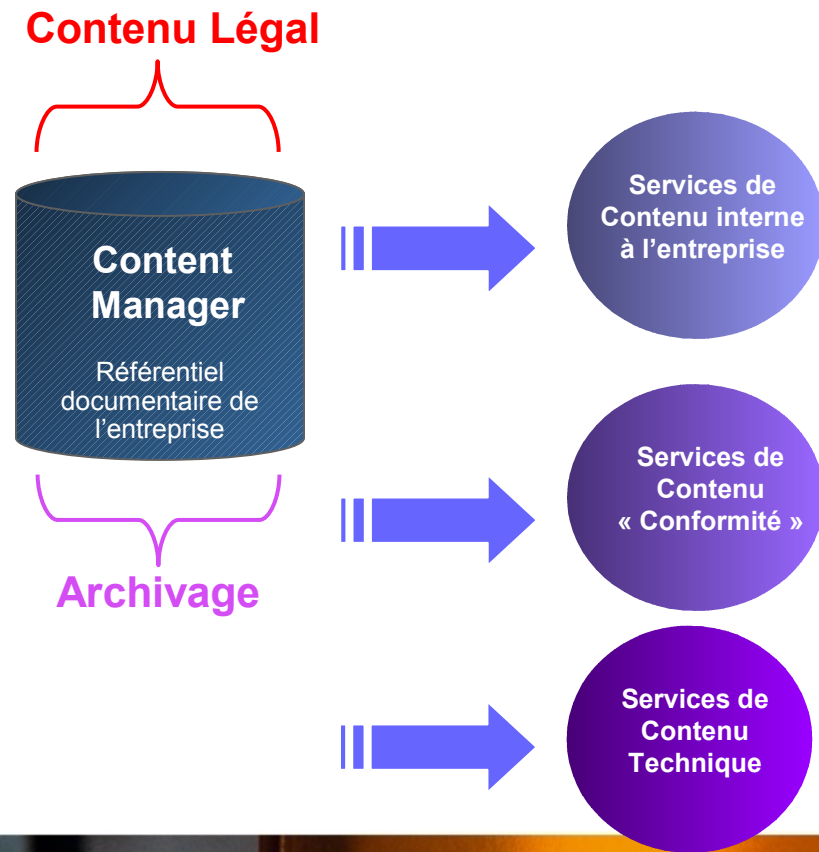 Contenu Légal
Content
Manager
Référentiel
documentaire de
l’entreprise
Archivage
Services de
Contenu interne
à l’entreprise
Services de
Contenu
« Conformité »
Services de
Contenu
Technique